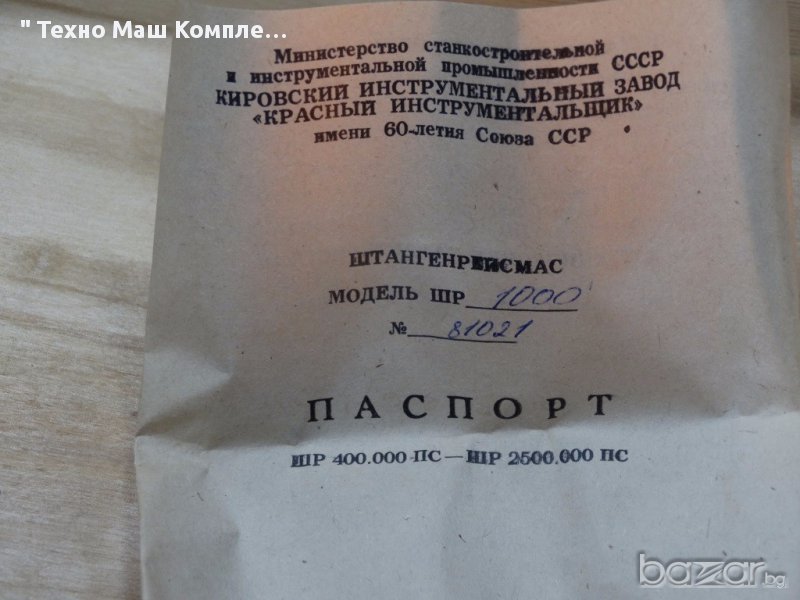 " Техно Маш Компле...
Министерство станкостроительной
и инструментальной промышленности СССР
КИРОВСКИЙ ИНСТРУМЕНТАЛЬНЫЙ ЗАВОД
«КРАСНЫЙ ИНСТРУМЕНТАЛЬЩИК»
имени 60-летия Союза ССР
ШТАНГЕНРЕЙСМАС
МОДЕЛЬ ШР 1000
№ 81021
ПАСПОРТ
ШР 400.000 ПС — ШР 2500.000 ПС
bazar.bg